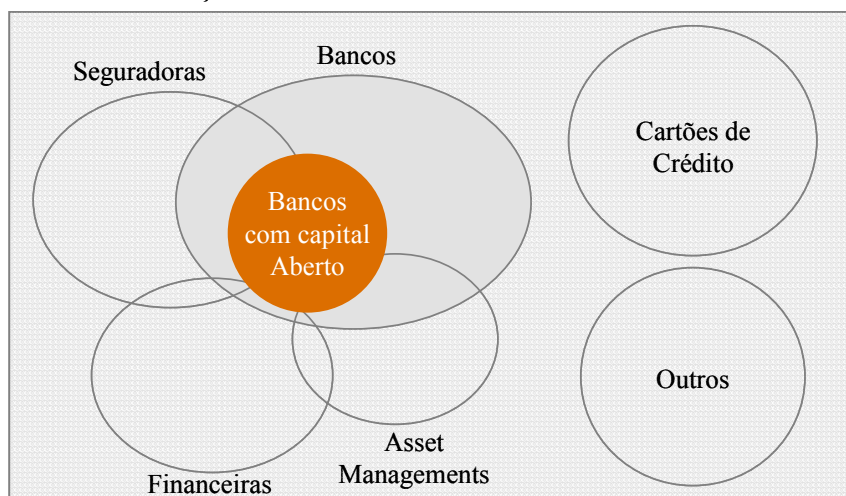 Bancos
Seguradoras
Cartões de
Crédito
Bancos
com capital
Aberto
Outros
Asset
Managements
Financeiras